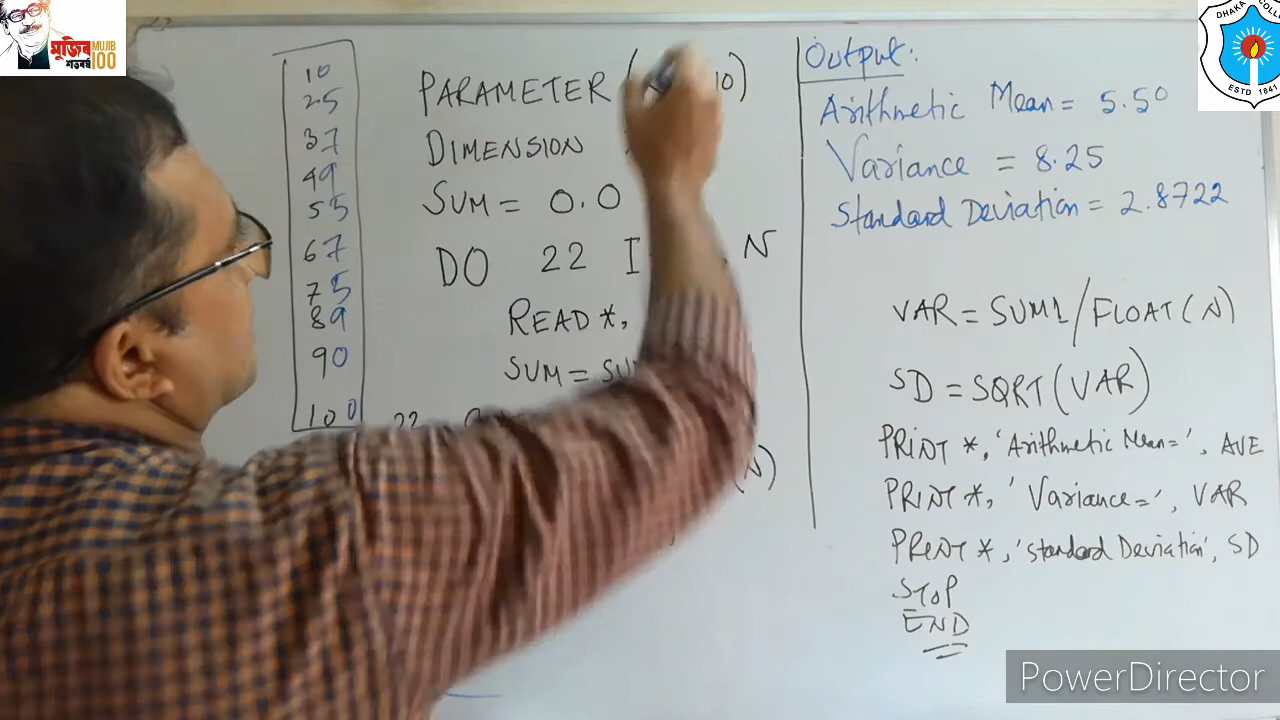 মুজিব MUJIB
শতবর্ষ 100
DHAKA COLL
ESTD 1841
10
25
37
49
55
67
75
89
90
100
PARAMETER ( 10)
DIMENSION
SUM = 0.0
DO 22 I N
READ *,
SUM = SU
22
(N)
Output:
Arithmetic Mean = 5.50
Variance = 8.25
Standard Deviation = 2.8722
VAR = SUM1/FLOAT(N)
SD = SQRT(VAR)
PRINT *, 'Arithmetic Mean=', AVE
PRINT *, 'Variance=', VAR
PRINT *, 'Standard Deviation', SD
STOP
END
PowerDirector